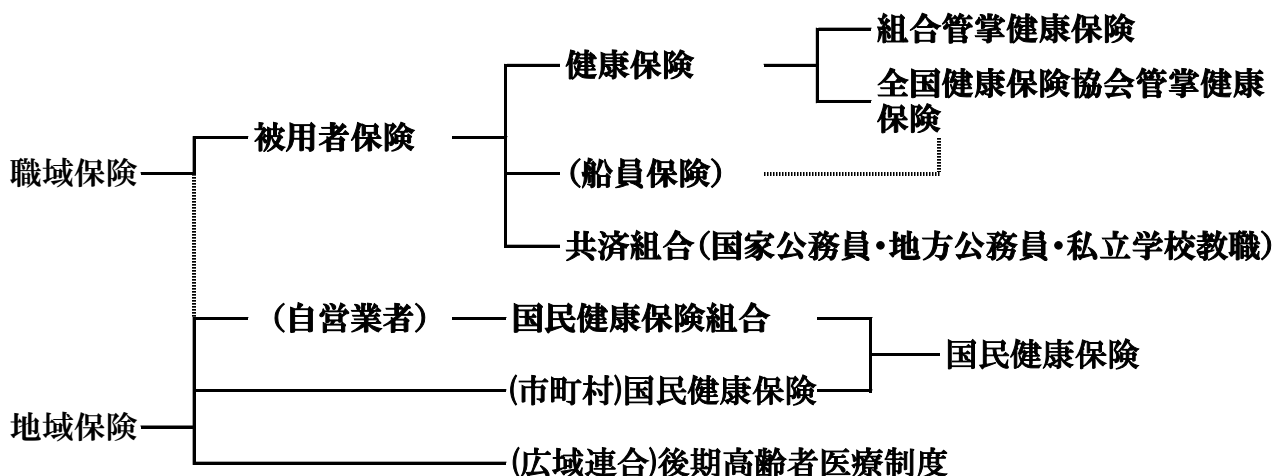 組合管掌健康保険
健康保険
全国健康保険協会管掌健康
保険
被用者保険
職域保険
(船員保険)
共済組合(国家公務員・地方公務員・私立学校教職)
(自営業者)
国民健康保険組合
国民健康保険
(市町村)国民健康保険
地域保険
(広域連合)後期高齢者医療制度